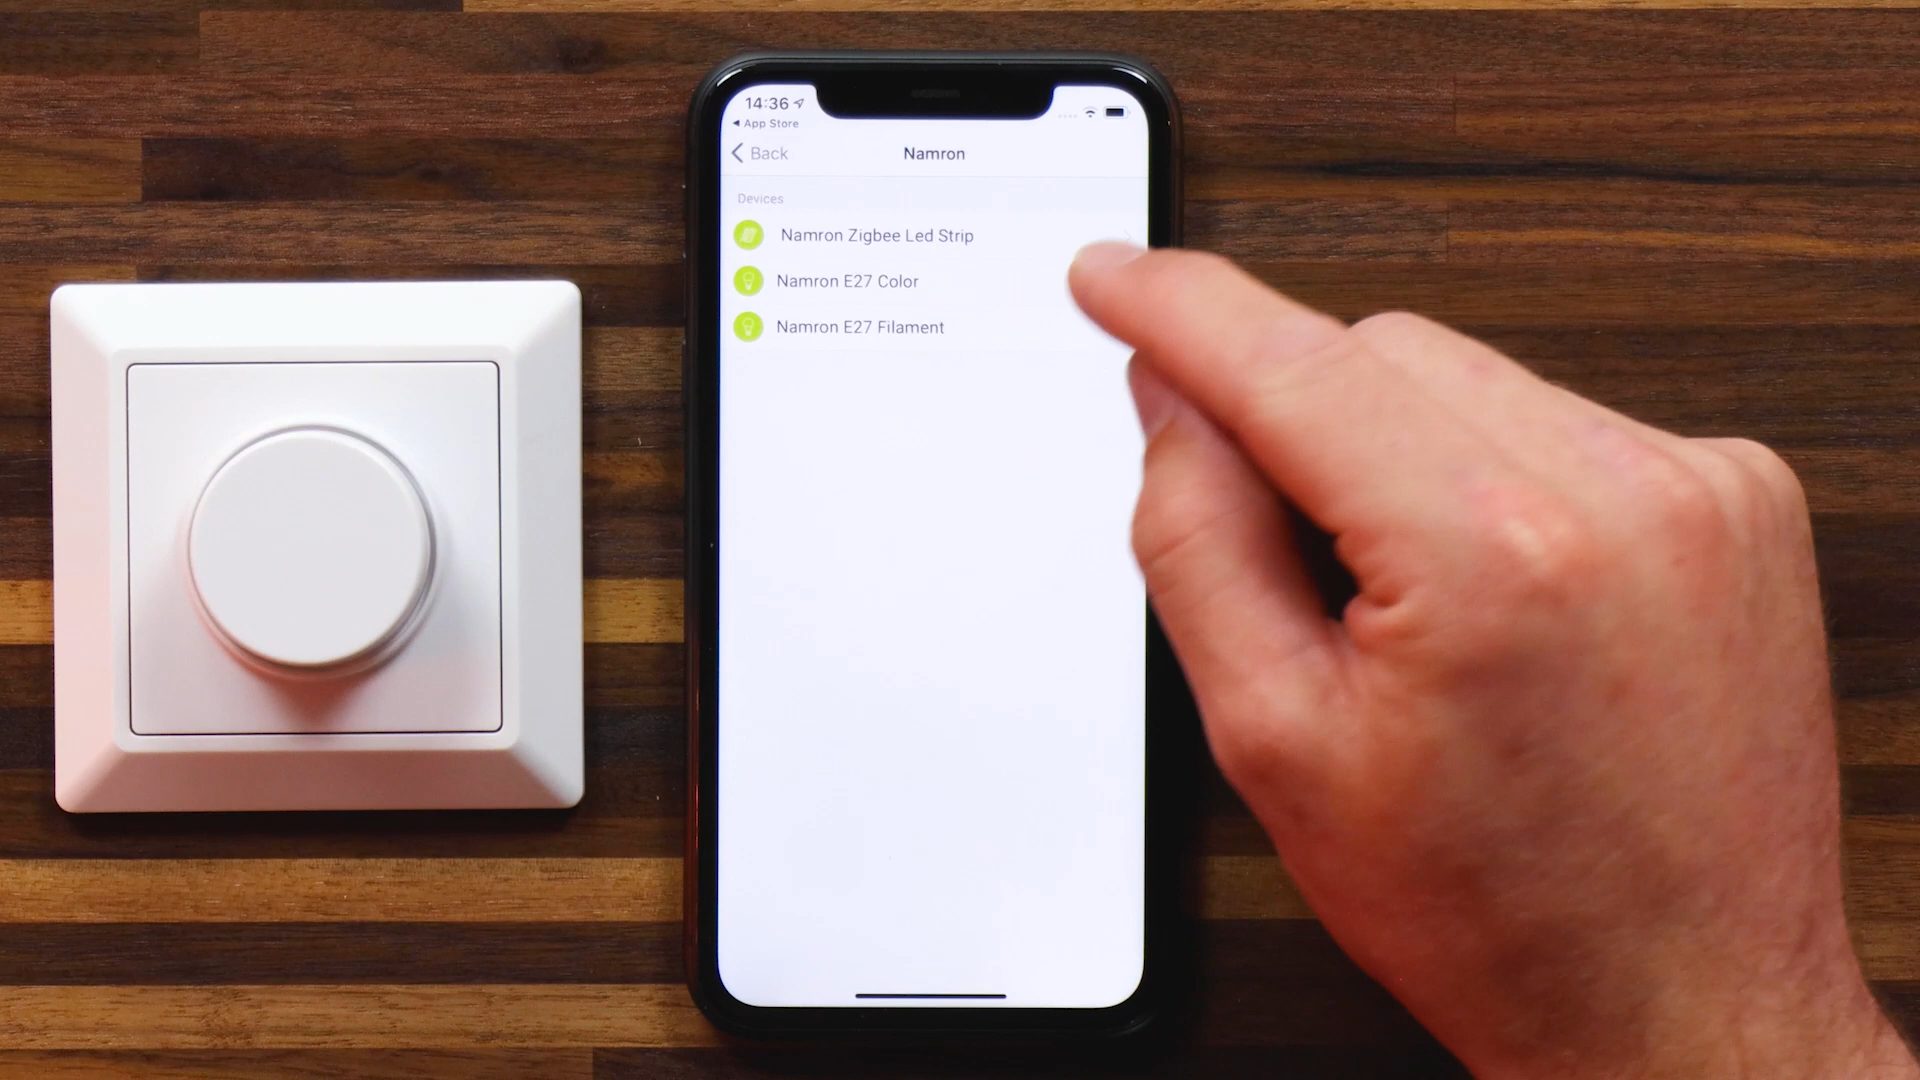 14:36
◀ App Store
Back
Namron
Devices
Namron Zigbee Led Strip
Namron E27 Color
Namron E27 Filament